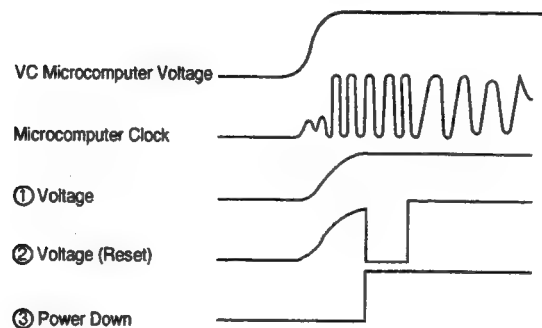 VC Microcomputer Voltage
Microcomputer Clock
① Voltage
② Voltage (Reset)
③ Power Down